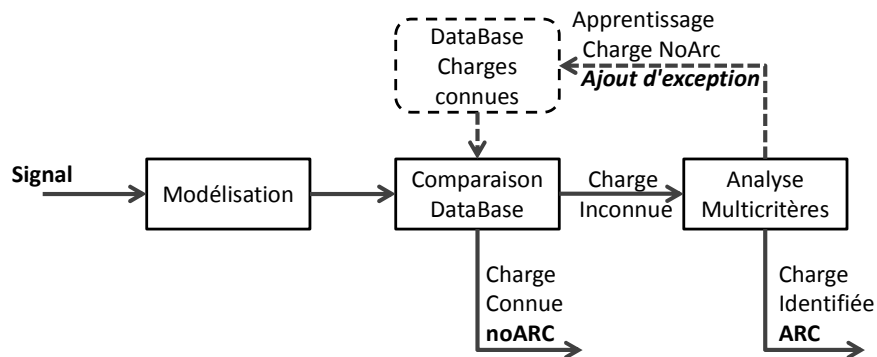 DataBase
Charges
connues
Apprentissage
Charge NoArc
Ajout d'exception
Signal
Modélisation
Comparaison
DataBase
Charge
Inconnue
Analyse
Multicritères
Charge
Connue
noARC
Charge
Identifiée
ARC